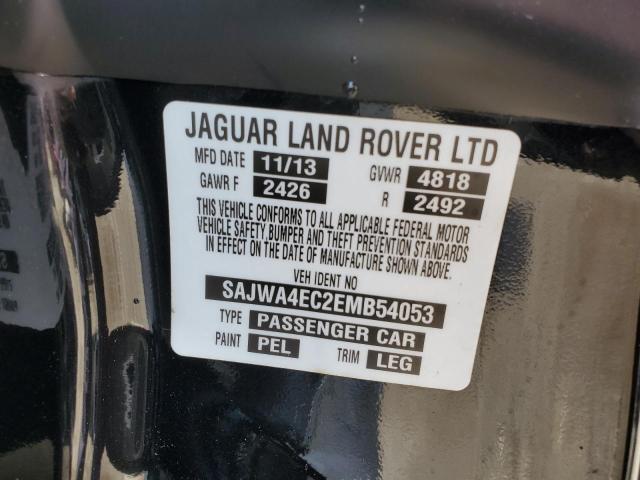 JAGUAR LAND ROVER LTD
MFD DATE 11/13 GVWR 4818
GAWR F 2426 R 2492
THIS VEHICLE CONFORMS TO ALL APPLICABLE FEDERAL MOTOR
VEHICLE SAFETY, BUMPER AND THEFT PREVENTION STANDARDS
IN EFFECT ON THE DATE OF MANUFACTURE SHOWN ABOVE.
VEH IDENT NO
SAJWA4EC2EMB54053
TYPE PASSENGER CAR
PAINT PEL TRIM LEG